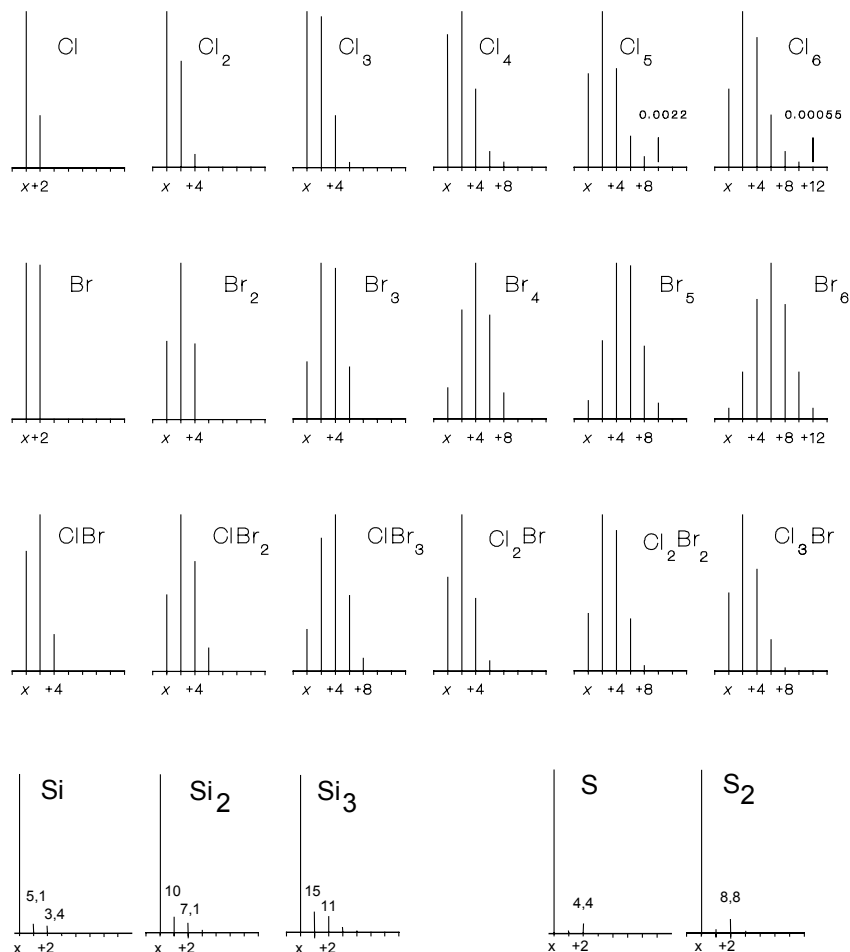 Cl Cl2 Cl3 Cl4 Cl5 Cl6
0.0022 0.00055
x+2 x +4 x +4 x +4 +8 x +4 +8 x +4 +8 +12
Br Br2 Br3 Br4 Br5 Br6
x+2 x +4 x +4 x +4 +8 x +4 +8 x +4 +8 +12
ClBr ClBr2 ClBr3 Cl2Br Cl2Br2 Cl3Br
x +4 x +4 x +4 +8 x +4 x +4 +8 x +4 +8
Si Si2 Si3 S S2
5,1 3,4 10 7,1 15 11 4,4 8,8
x +2 x +2 x +2 x +2 x +2